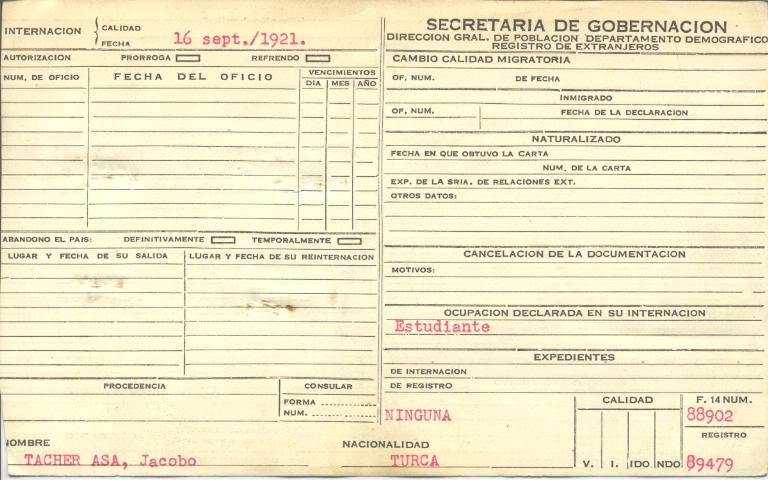 INTERNACION { CALIDAD
FECHA 16 sept./1921.
AUTORIZACION PRORROGA REFRENDO
NUM. DE OFICIO FECHA DEL OFICIO VENCIMIENTOS
DIA MES AÑO
ABANDONO EL PAIS: DEFINITIVAMENTE TEMPORALMENTE
LUGAR Y FECHA DE SU SALIDA LUGAR Y FECHA DE SU REINTERNACION
PROCEDENCIA CONSULAR
FORMA
NUM.
SECRETARIA DE GOBERNACION
DIRECCION GRAL. DE POBLACION DEPARTAMENTO DEMOGRAFICO
REGISTRO DE EXTRANJEROS
CAMBIO CALIDAD MIGRATORIA
OF. NUM. DE FECHA
INMIGRADO
OF. NUM. FECHA DE LA DECLARACION
NATURALIZADO
FECHA EN QUE OBTUVO LA CARTA
NUM. DE LA CARTA
EXP. DE LA SRIA. DE RELACIONES EXT.
OTROS DATOS:
CANCELACION DE LA DOCUMENTACION
MOTIVOS:
OCUPACION DECLARADA EN SU INTERNACION
Estudiante
EXPEDIENTES
DE INTERNACION
DE REGISTRO
NINGUNA
CALIDAD
V. I. IDO. NDO
F. 14 NUM.
88902
REGISTRO
89479
NOMBRE NACIONALIDAD
TACHER ASA, Jacobo TURCA